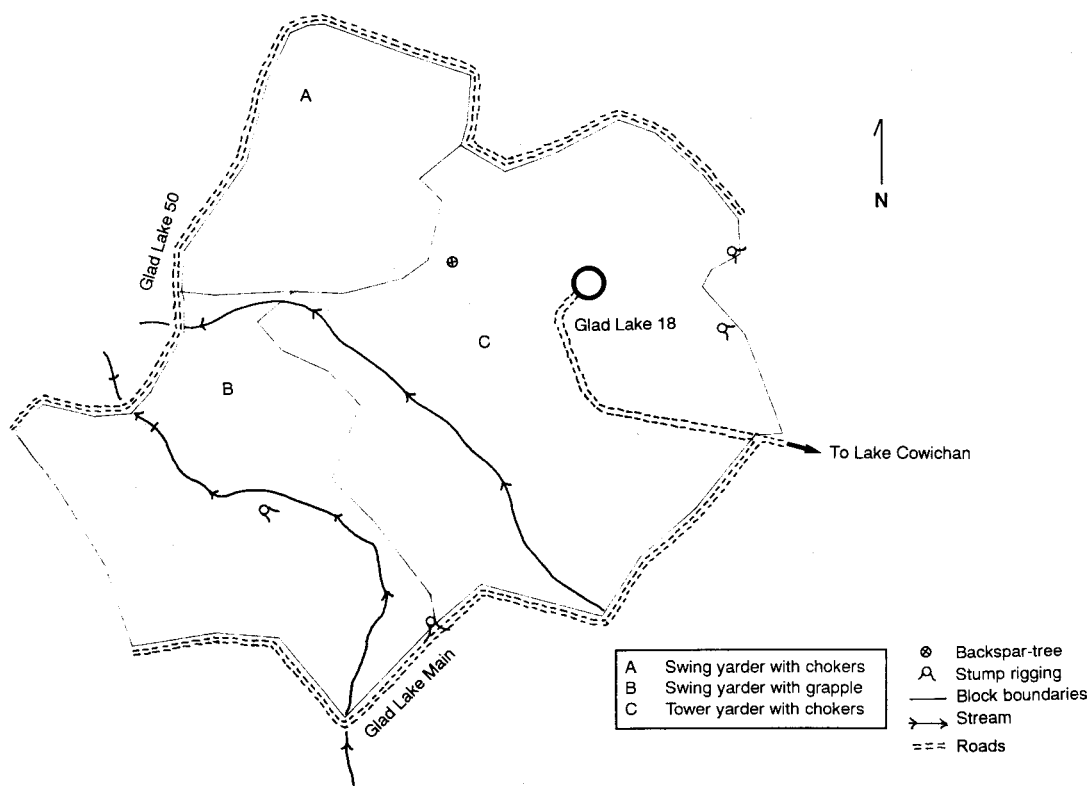 A
N
Glad Lake 50
Glad Lake 18
C
B
To Lake Cowichan
Glad Lake Main
A Swing yarder with chokers
B Swing yarder with grapple
C Tower yarder with chokers
Backspar-tree
Stump rigging
Block boundaries
Stream
Roads